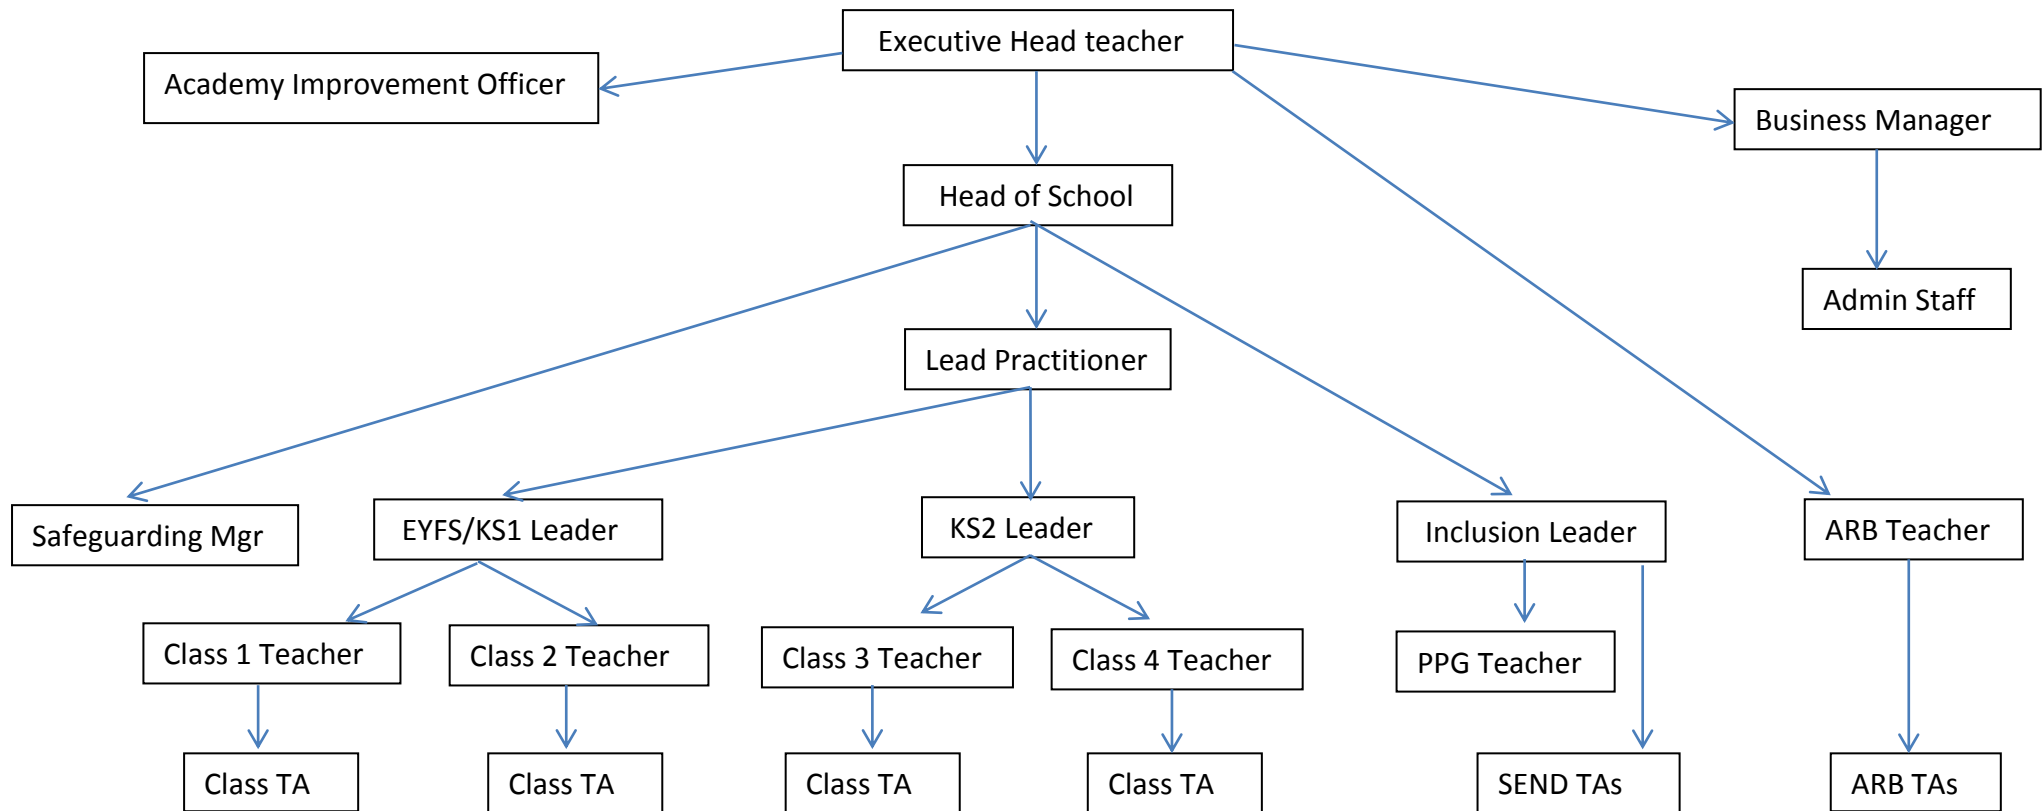 Executive Head teacher
Academy Improvement Officer
Business Manager
Head of School
Admin Staff
Lead Practitioner
Safeguarding Mgr
EYFS/KS1 Leader
KS2 Leader
Inclusion Leader
ARB Teacher
Class 1 Teacher
Class 2 Teacher
Class 3 Teacher
Class 4 Teacher
PPG Teacher
Class TA
Class TA
Class TA
Class TA
SEND TAs
ARB TAs